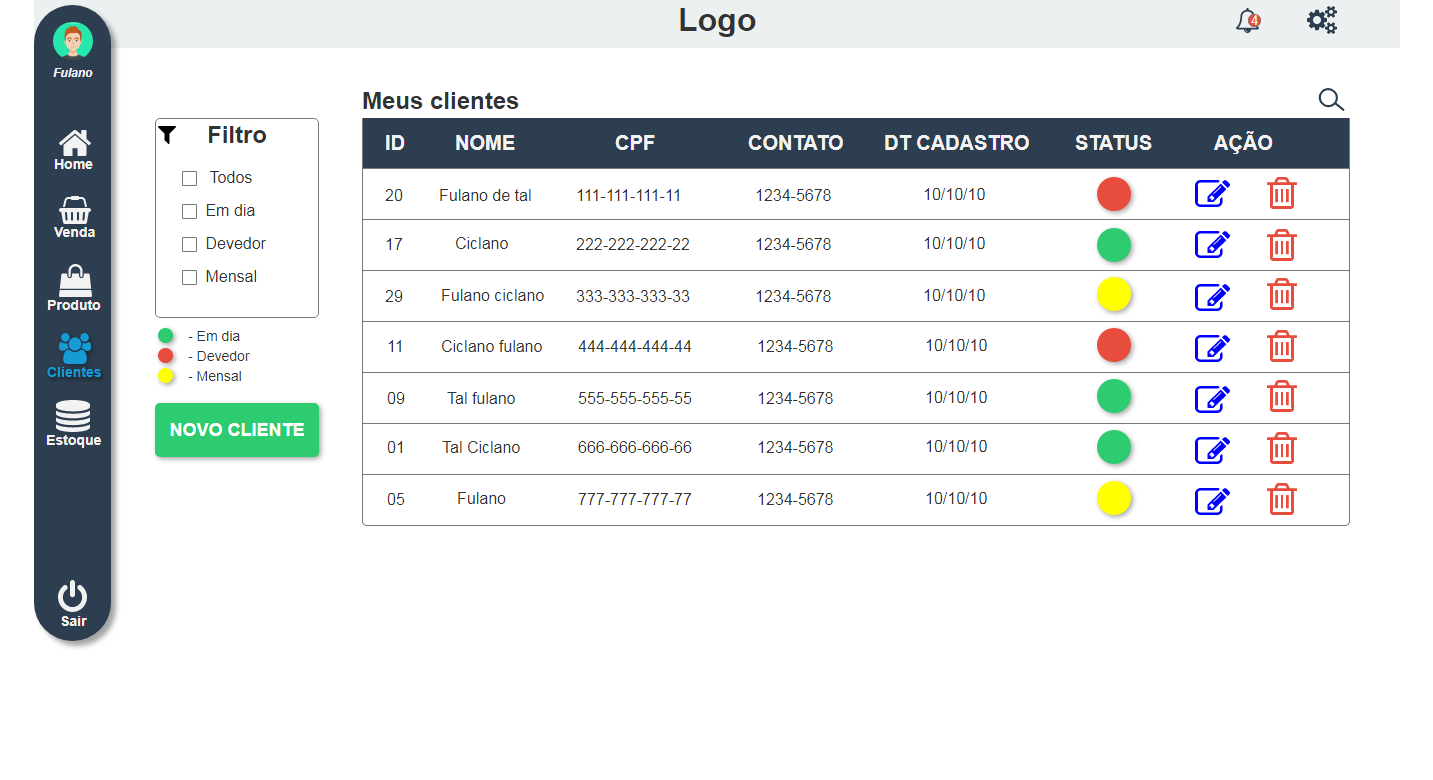 Logo
4
Fulano
Home
Venda
Produto
Clientes
Estoque
Sair
Filtro
Todos
Em dia
Devedor
Mensal
- Em dia
- Devedor
- Mensal
NOVO CLIENTE
Meus clientes
ID NOME CPF CONTATO DT CADASTRO STATUS AÇÃO
20 Fulano de tal 111-111-111-11 1234-5678 10/10/10
17 Ciclano 222-222-222-22 1234-5678 10/10/10
29 Fulano ciclano 333-333-333-33 1234-5678 10/10/10
11 Ciclano fulano 444-444-444-44 1234-5678 10/10/10
09 Tal fulano 555-555-555-55 1234-5678 10/10/10
01 Tal Ciclano 666-666-666-66 1234-5678 10/10/10
05 Fulano 777-777-777-77 1234-5678 10/10/10